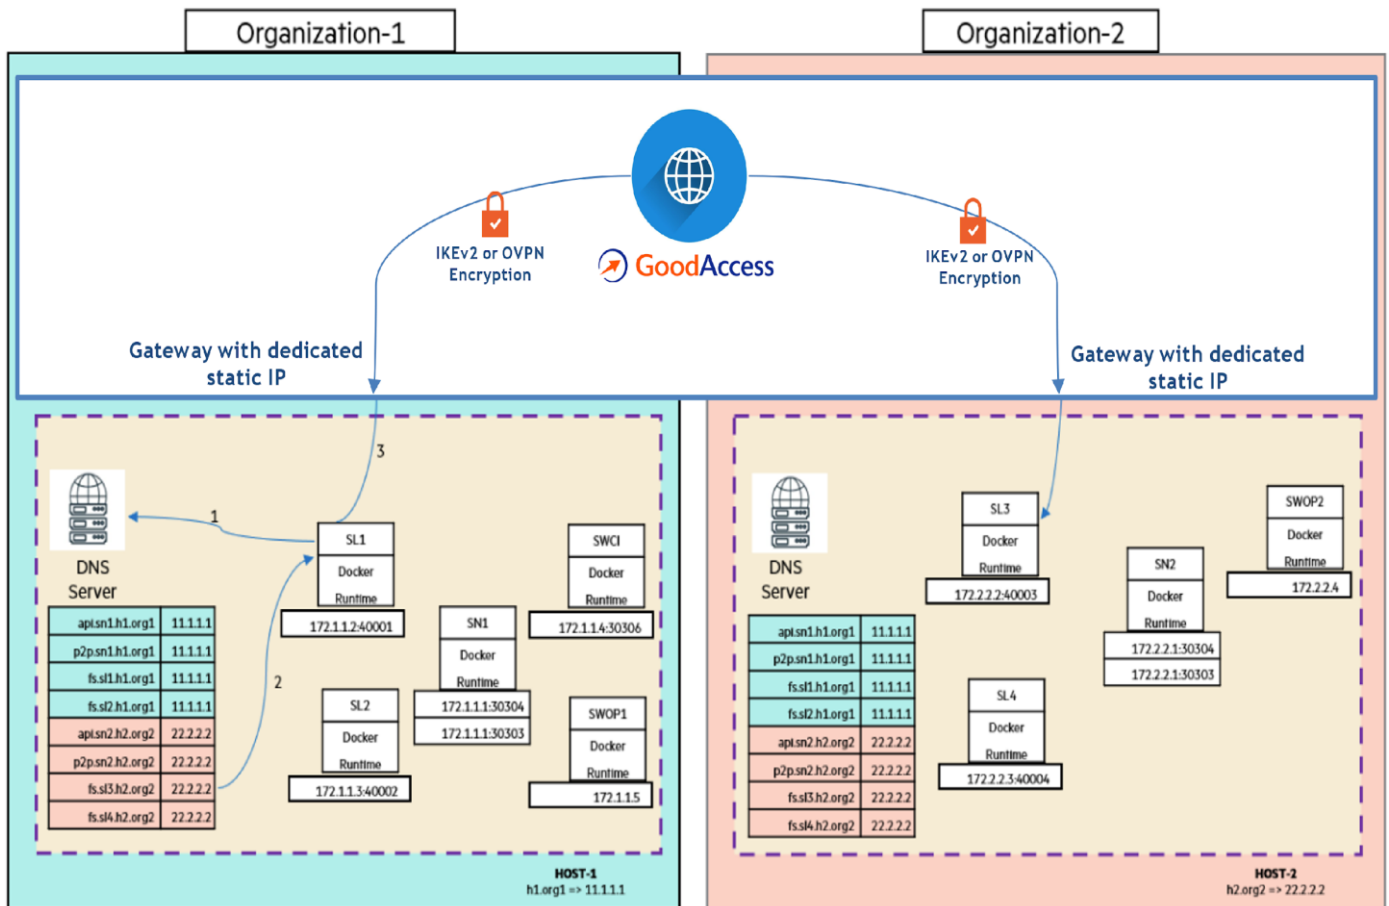 Organization-1
Organization-2
IKEv2 or OVPN
Encryption
GoodAccess
IKEv2 or OVPN
Encryption
Gateway with dedicated
static IP
Gateway with dedicated
static IP
3
1
2
DNS
Server
api.sn1.h1.org1 11.1.1.1
p2p.sn1.h1.org1 11.1.1.1
fs.sl1.h1.org1 11.1.1.1
fs.sl2.h1.org1 11.1.1.1
api.sn2.h2.org2 22.2.2.2
p2p.sn2.h2.org2 22.2.2.2
fs.sl3.h2.org2 22.2.2.2
fs.sl4.h2.org2 22.2.2.2
SL1
Docker
Runtime
172.1.1.2:40001
SWCI
Docker
Runtime
172.1.1.4:30306
SN1
Docker
Runtime
172.1.1.1:30304
172.1.1.1:30303
SL2
Docker
Runtime
172.1.1.3:40002
SWOP1
Docker
Runtime
172.1.1.5
HOST-1
h1.org1 => 11.1.1.1
DNS
Server
api.sn1.h1.org1 11.1.1.1
p2p.sn1.h1.org1 11.1.1.1
fs.sl1.h1.org1 11.1.1.1
fs.sl2.h1.org1 11.1.1.1
api.sn2.h2.org2 22.2.2.2
p2p.sn2.h2.org2 22.2.2.2
fs.sl3.h2.org2 22.2.2.2
fs.sl4.h2.org2 22.2.2.2
SL3
Docker
Runtime
172.2.2.2:40003
SWOP2
Docker
Runtime
172.2.2.4
SN2
Docker
Runtime
172.2.2.1:30304
172.2.2.1:30303
SL4
Docker
Runtime
172.2.2.3:40004
HOST-2
h2.org2 => 22.2.2.2